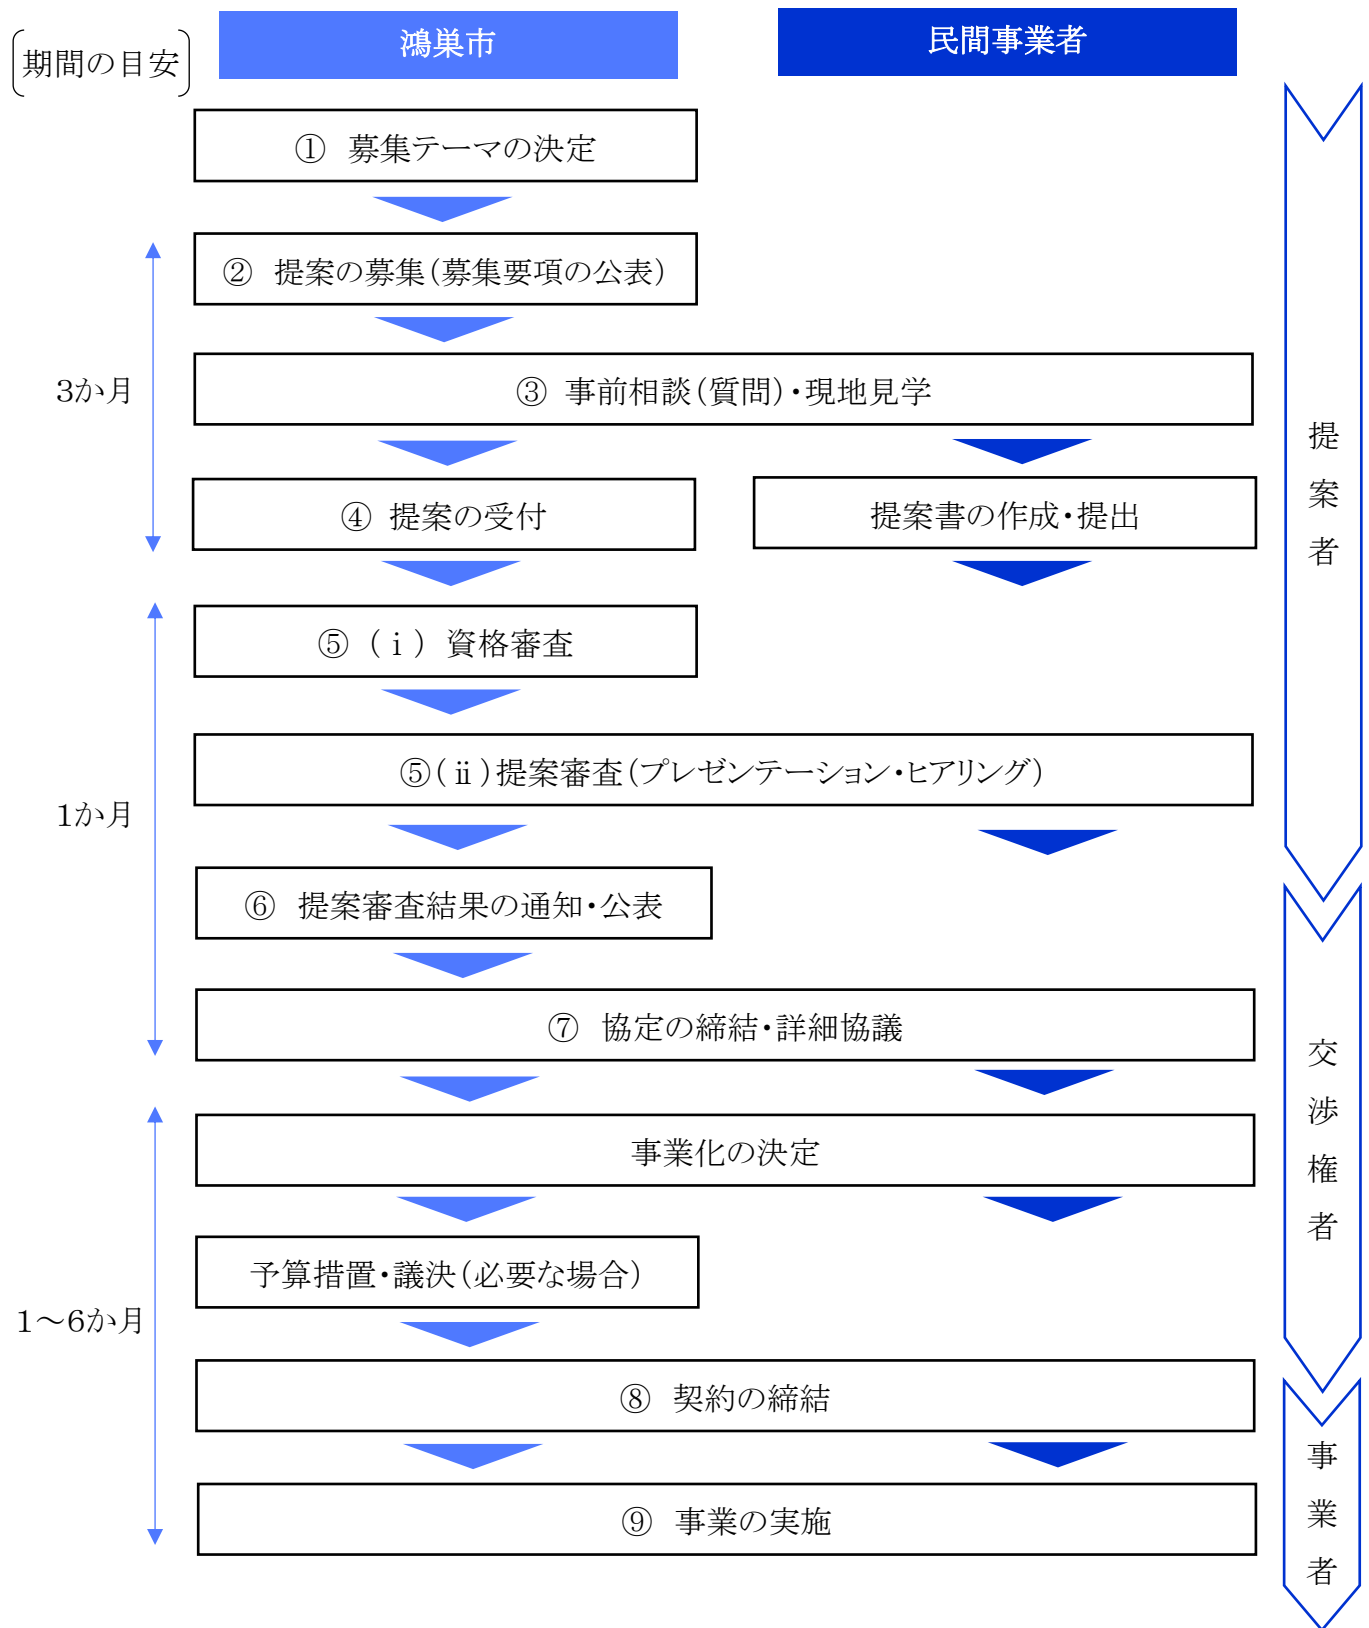 期間の目安
鴻巣市
民間事業者
① 募集テーマの決定
② 提案の募集(募集要項の公表)
③ 事前相談(質問)・現地見学
3か月
④ 提案の受付
提案書の作成・提出
提案者
⑤ (ⅰ) 資格審査
⑤(ⅱ)提案審査(プレゼンテーション・ヒアリング)
1か月
⑥ 提案審査結果の通知・公表
⑦ 協定の締結・詳細協議
交渉権者
事業化の決定
予算措置・議決(必要な場合)
1～6か月
⑧ 契約の締結
⑨ 事業の実施
事業者